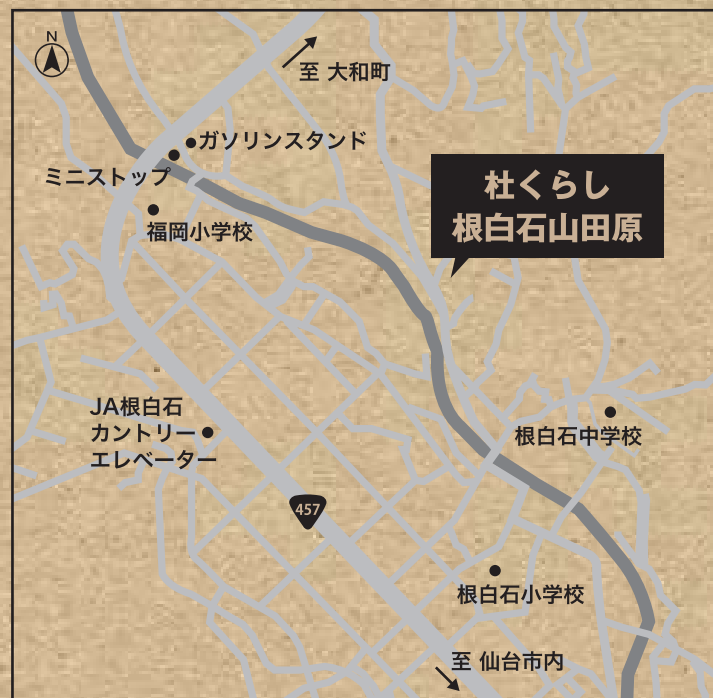 N
至 大和町
ガソリンスタンド
ミニストップ
杜くらし
根白石山田原
福岡小学校
JA根白石
カントリー
エレベーター
根白石中学校
457
根白石小学校
至 仙台市内